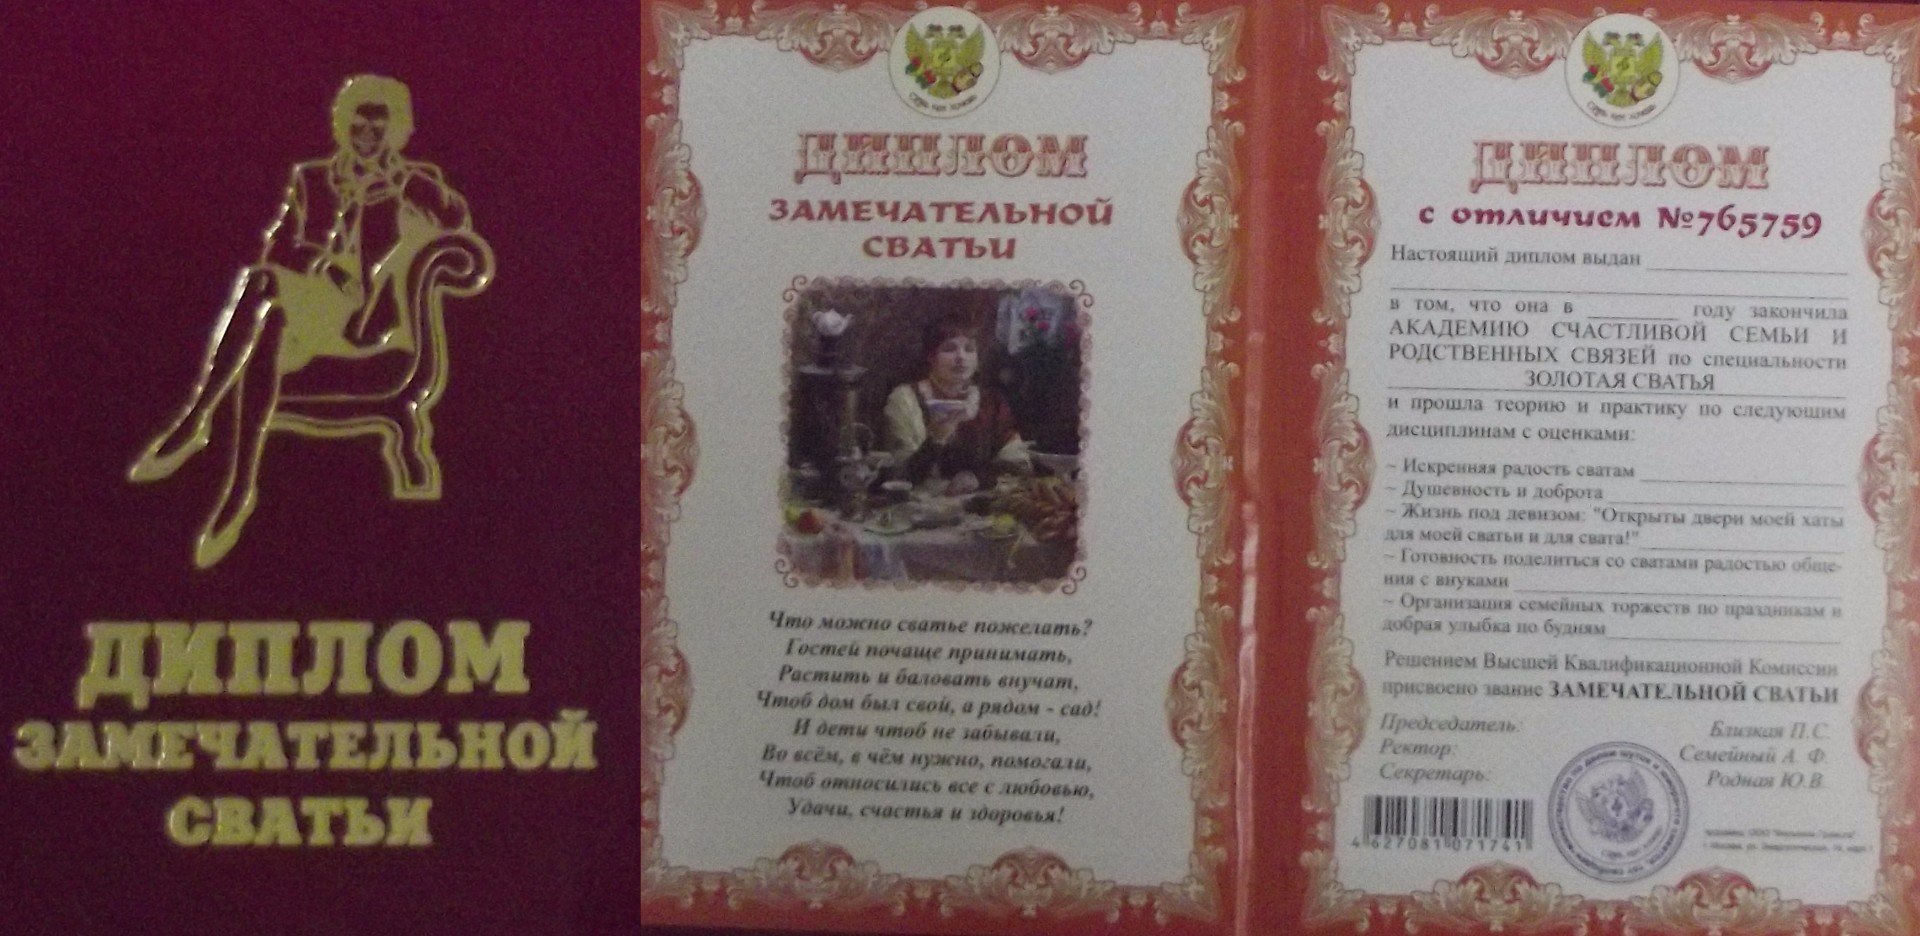 ДИПЛОМ
ЗАМЕЧАТЕЛЬНОЙ
СВАТЬИ
ДИПЛОМ
ЗАМЕЧАТЕЛЬНОЙ
СВАТЬИ
Что можно сватье пожелать?
Гостей почаще принимать,
Растить и баловать внучат,
Чтоб дом был свой, а рядом - сад!
И дети чтоб не забывали,
Во всём, в чём нужно, помогали,
Чтоб относились все с любовью,
Удачи, счастья и здоровья!
ДИПЛОМ
с отличием №765759
Настоящий диплом выдан
в том, что она в году закончила
АКАДЕМИЮ СЧАСТЛИВОЙ СЕМЬИ И
РОДСТВЕННЫХ СВЯЗЕЙ по специальности
ЗОЛОТАЯ СВАТЬЯ
и прошла теорию и практику по следующим
дисциплинам с оценками:
~ Искренняя радость сватам
~ Душевность и доброта
~ Жизнь под девизом: "Открыты двери моей хаты
для моей сватьи и для свата!"
~ Готовность поделиться со сватами радостью обще-
ния с внуками
~ Организация семейных торжеств по праздникам и
добрая улыбка по будням
Решением Высшей Квалификационной Комиссии
присвоено звание ЗАМЕЧАТЕЛЬНОЙ СВАТЬИ
Председатель: Близкая П.С.
Ректор: Семейный А. Ф.
Секретарь: Родная Ю.В.
4 627081 071741